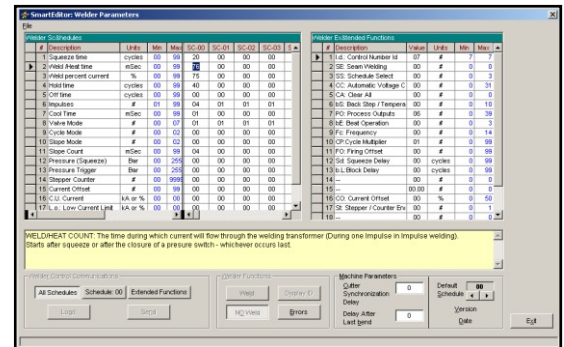 SmartEditor: Welder Parameters
File
Welder Schedules
# Description Units Min Max SC-00 SC-01 SC-02 SC-03
1 Squeeze time cycles 00 99 20 00 00 00
2 Weld /Heat time mSec 00 99 78 00 00 00
3 Weld percent current % 00 99 75 00 00 00
4 Hold time cycles 00 99 40 00 00 00
5 Off time cycles 00 99 00 00 00 00
6 Impulses # 01 99 04 01 01 01
7 Cool Time mSec 00 99 01 00 00 00
8 Valve Mode # 00 07 01 01 01 01
9 Cycle Mode # 00 02 00 00 00 00
10 Slope Mode # 00 02 00 00 00 00
11 Slope Count mSec 00 99 04 00 00 00
12 Pressure (Squeeze) Bar 00 255 00 00 00 00
13 Pressure Trigger Bar 00 255 00 00 00 00
14 Stepper Counter # 00 9999 00 00 00 00
15 Current Offset # 00 99 00 00 00 00
16 C.U. Current kA or % 00 99 00 00 00 00
17 L.o.: Low Current Limit kA or % 00 99 00 00 00 00
Welder Extended Functions
# Description Value Units Min Max
1 I.d.: Control Number Id 07 # 7 7
2 SE: Seam Welding 00 # 0 0
3 SS: Schedule Select 00 # 0 3
4 CC: Automatic Voltage C 00 # 0 31
5 CA: Clear All 00 # 0 0
6 bS: Back Step / Tempera 00 # 0 10
7 PO: Process Outputs 06 # 0 39
8 bE: Beat Operation 00 # 0 3
9 Fc: Frequency 00 # 0 14
10 CP:Cycle Multiplier 01 # 0 99
11 FO: Firing Offset 00 # 0 99
12 Sd: Squeeze Delay 00 cycles 0 99
13 b.L:Block Delay 00 cycles 0 99
14 -- 00 # 0 0
15 -- 00.00 # 0 0
16 CO: Current Offset 00 % 0 50
17 St: Stepper / Counter En 00 # 0 1
18 -- 00 # 0 0
WELD/HEAT COUNT: The time during which current will flow through the welding transformer (During one Impulse in Impulse welding).
Starts after squeeze or after the closure of a presure switch - whichever occurs last.
Welder Control Communications
All Schedules Schedule: 00 Extended Functions
Load Send
Welder Functions
Weld Display ID
NO Weld Errors
Machine Parameters
Cutter Synchronization Delay 0
Delay After Last bend 0
Default Schedule 00
Version
Date
Exit